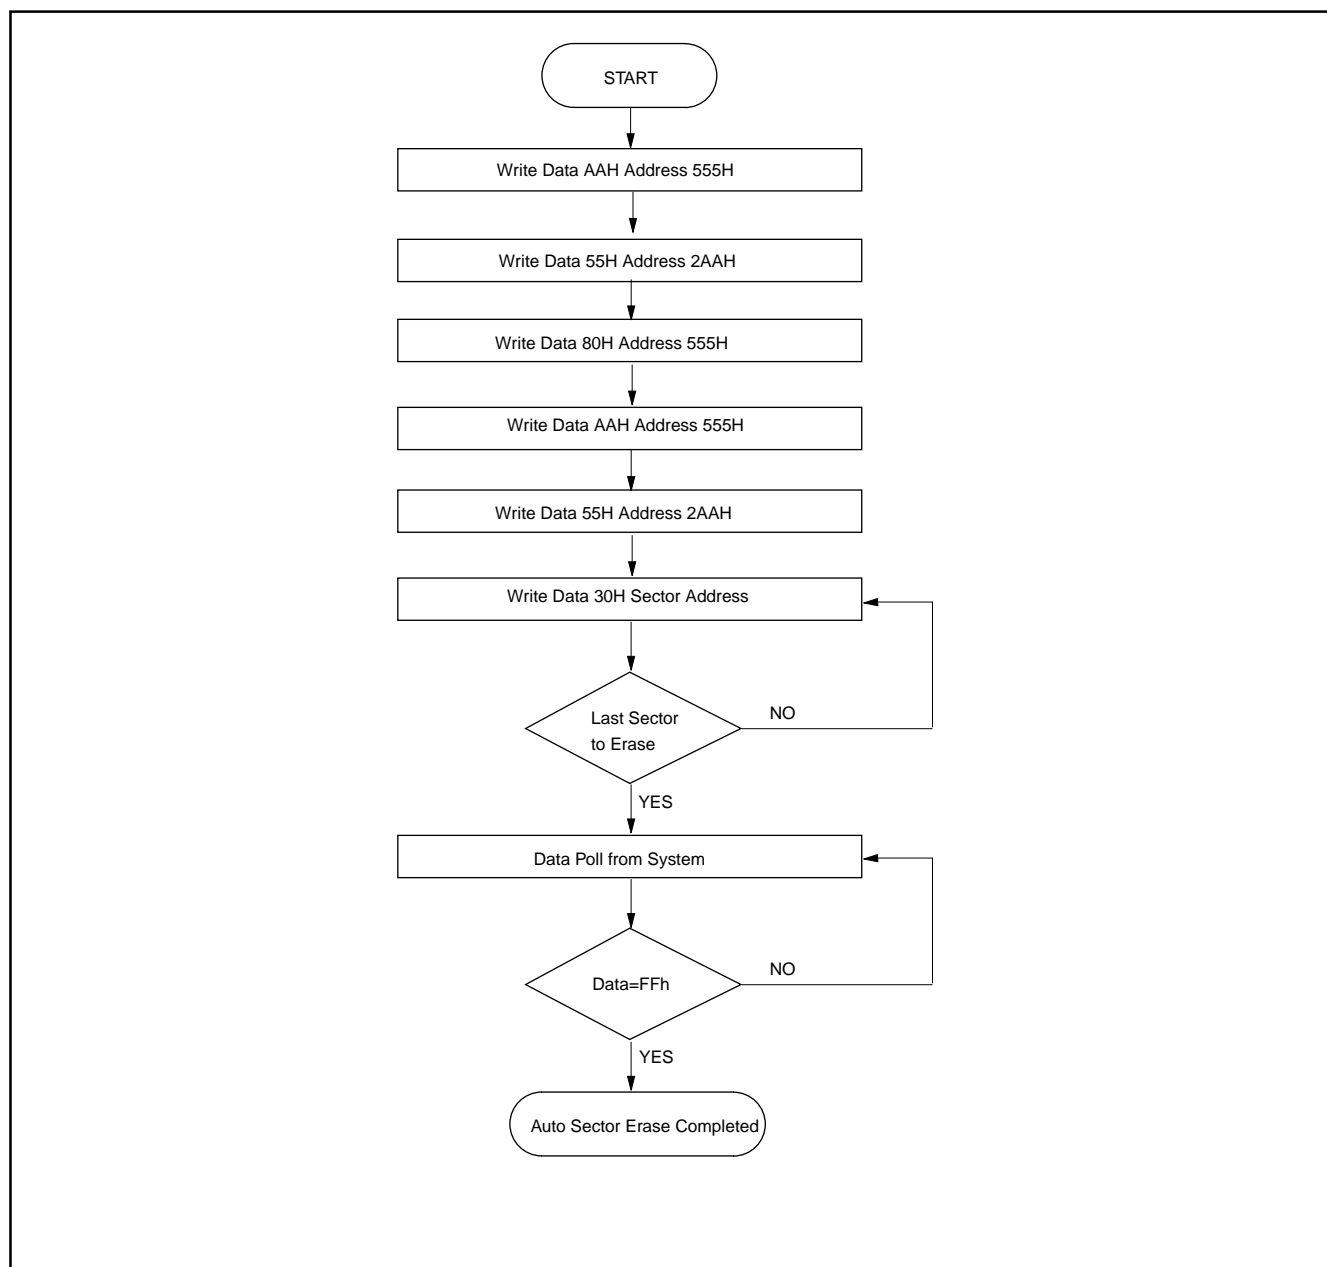 START
Write Data AAH Address 555H
Write Data 55H Address 2AAH
Write Data 80H Address 555H
Write Data AAH Address 555H
Write Data 55H Address 2AAH
Write Data 30H Sector Address
Last Sector
to Erase
NO
YES
Data Poll from System
Data=FFh
NO
YES
Auto Sector Erase Completed